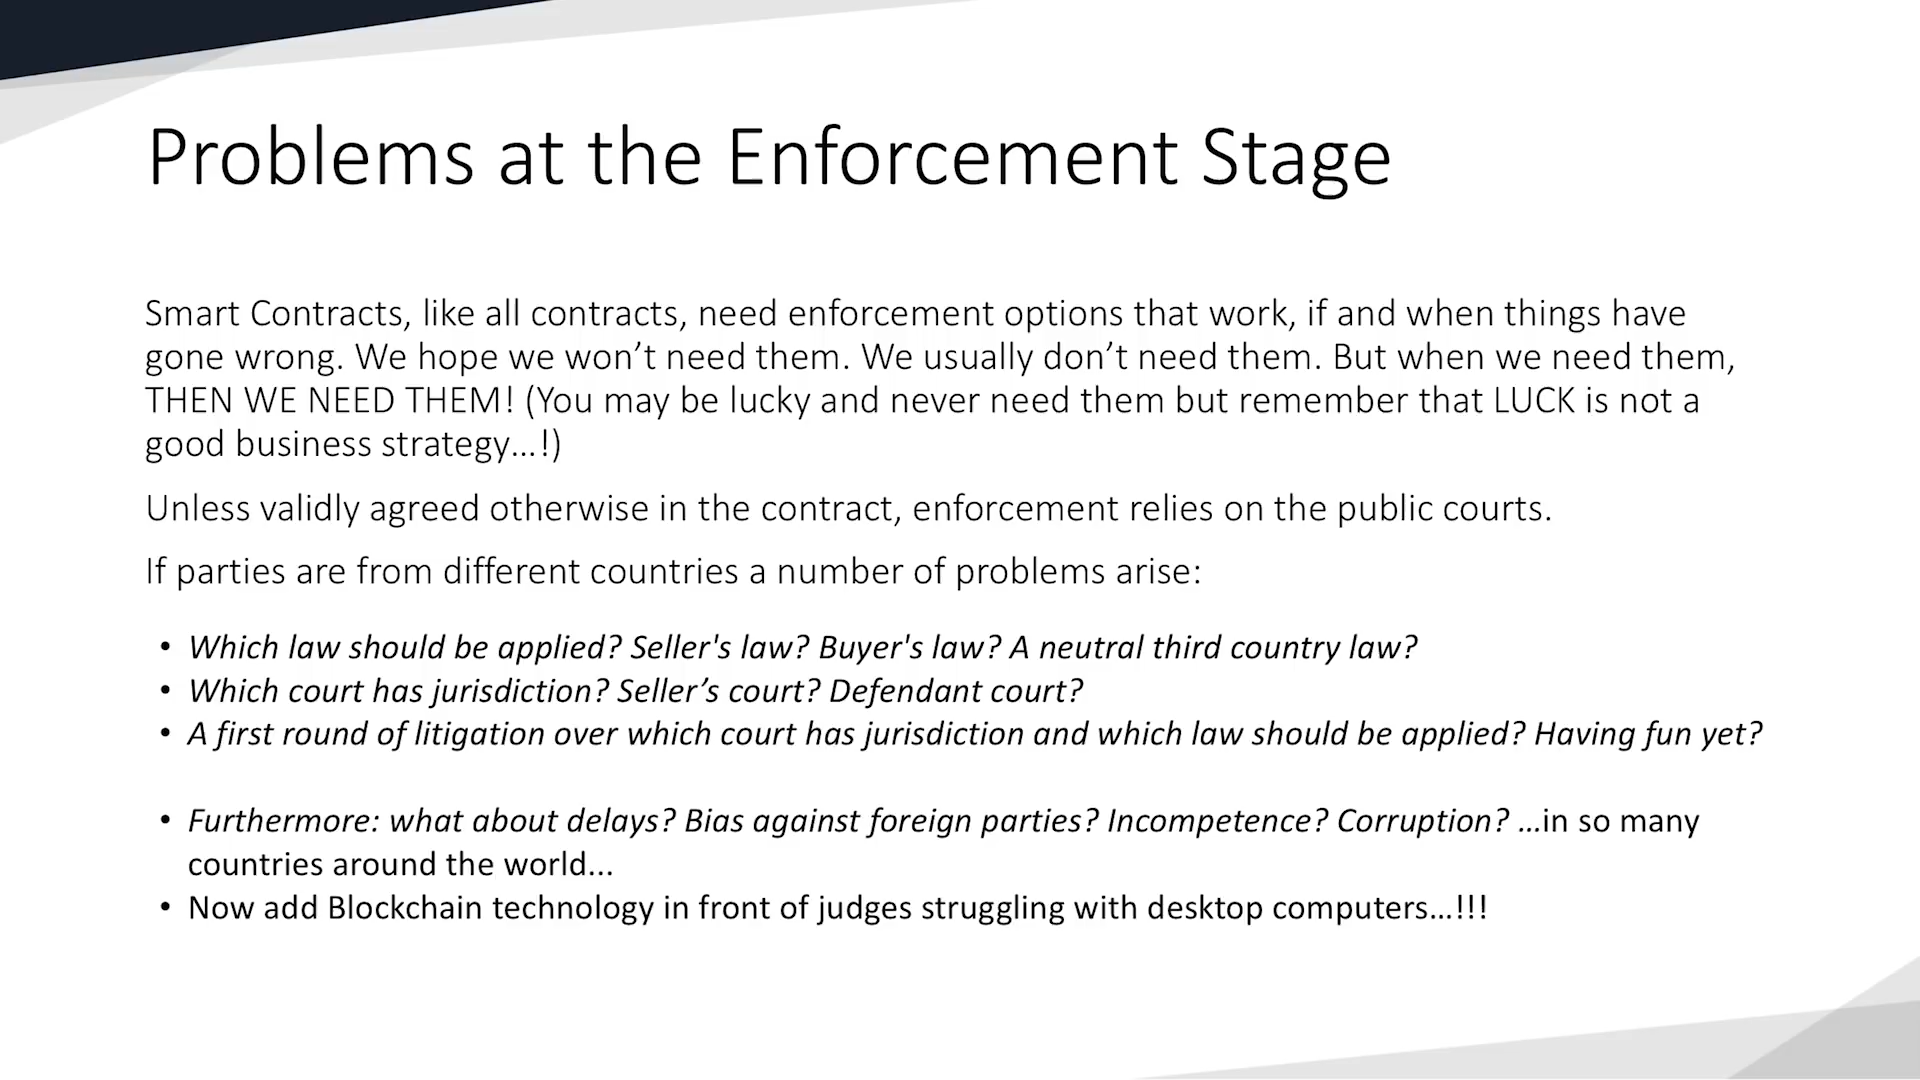 Problems at the Enforcement Stage
Smart Contracts, like all contracts, need enforcement options that work, if and when things have
gone wrong. We hope we won’t need them. We usually don’t need them. But when we need them,
THEN WE NEED THEM! (You may be lucky and never need them but remember that LUCK is not a
good business strategy…!)
Unless validly agreed otherwise in the contract, enforcement relies on the public courts.
If parties are from different countries a number of problems arise:
• Which law should be applied? Seller's law? Buyer's law? A neutral third country law?
• Which court has jurisdiction? Seller’s court? Defendant court?
• A first round of litigation over which court has jurisdiction and which law should be applied? Having fun yet?
• Furthermore: what about delays? Bias against foreign parties? Incompetence? Corruption? …in so many
countries around the world...
• Now add Blockchain technology in front of judges struggling with desktop computers…!!!